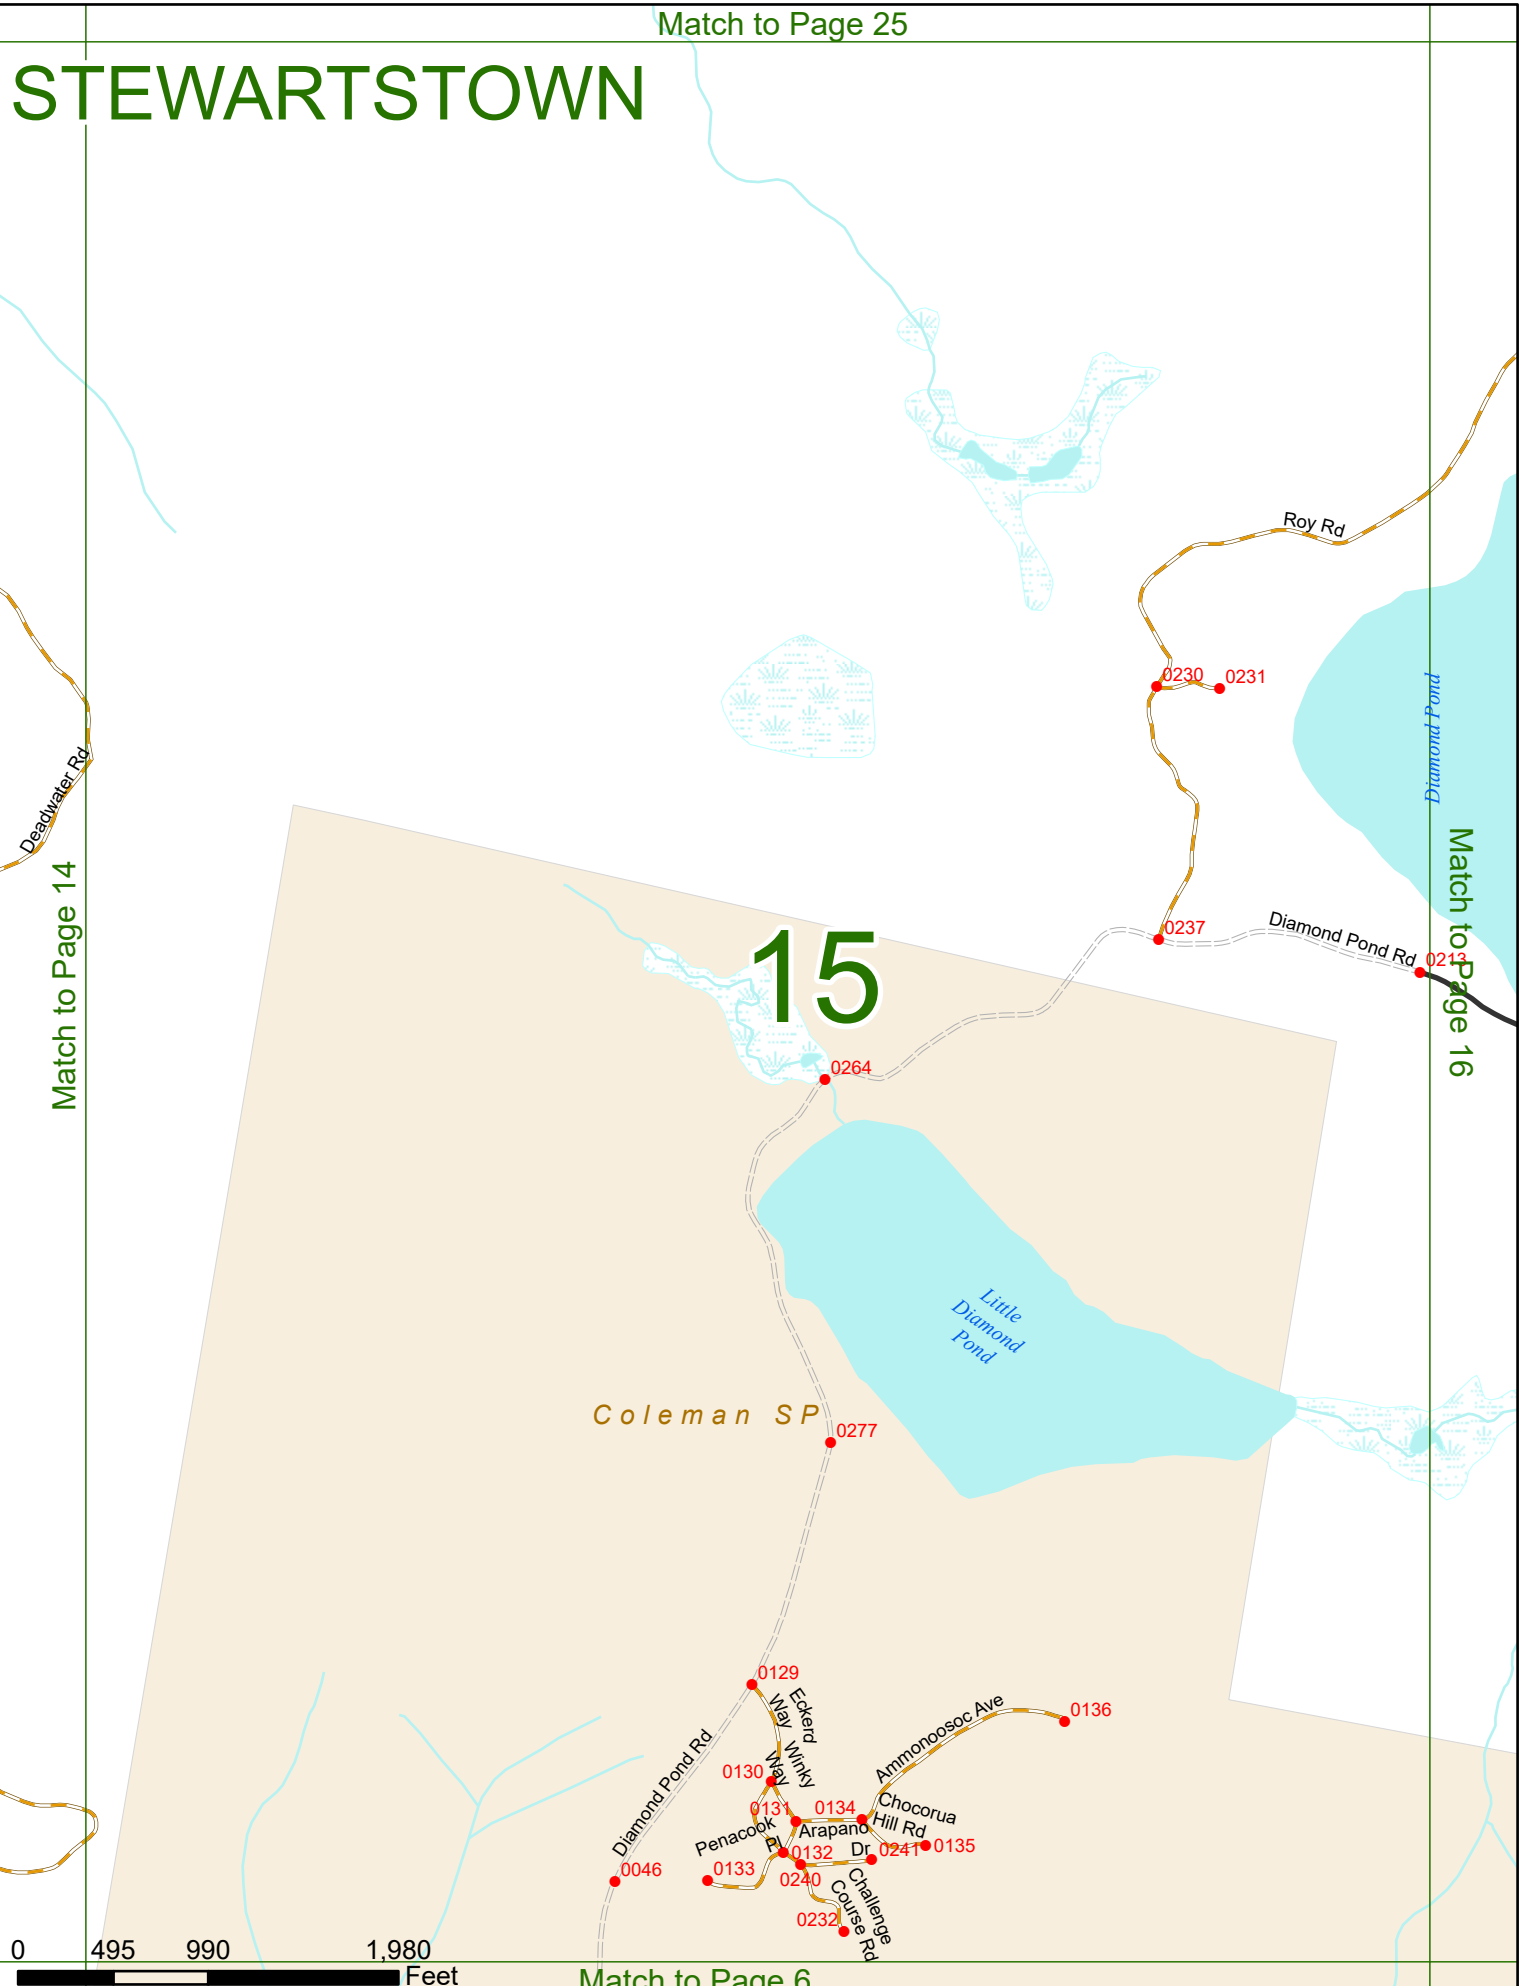 Match to Page 25
STEWARTSTOWN
Roy Rd
0230
0231
Diamond Pond
Deadwater Rd
Match to Page 14
Match to Page 16
15
0237
Diamond Pond Rd
0213
0264
Little
Diamond
Pond
Coleman SP
0277
0129
Eckerd
Way
0136
Ammonoosoc Ave
Diamond Pond Rd
Winky
Way
0130
0131
0134
Chocorua
Hill Rd
Arapano
Dr
Penacook
Pl
0132
0241
0135
0046
0133
0240
Challenge
Course Rd
0232
0 495 990 1,980
Feet
Match to Page 6